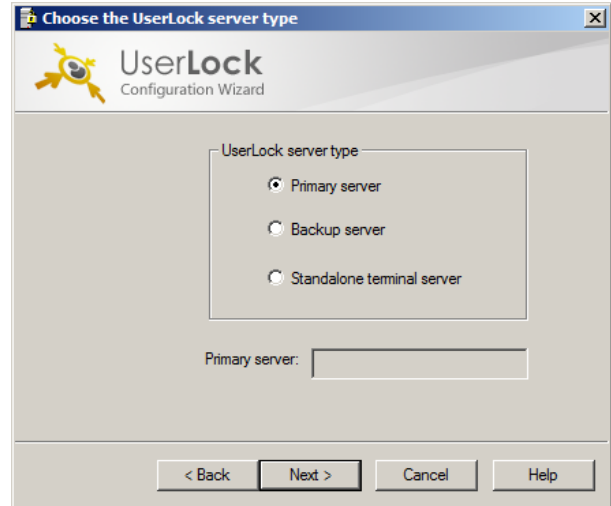 Choose the UserLock server type
UserLock
Configuration Wizard
UserLock server type
Primary server
Backup server
Standalone terminal server
Primary server:
< Back Next > Cancel Help